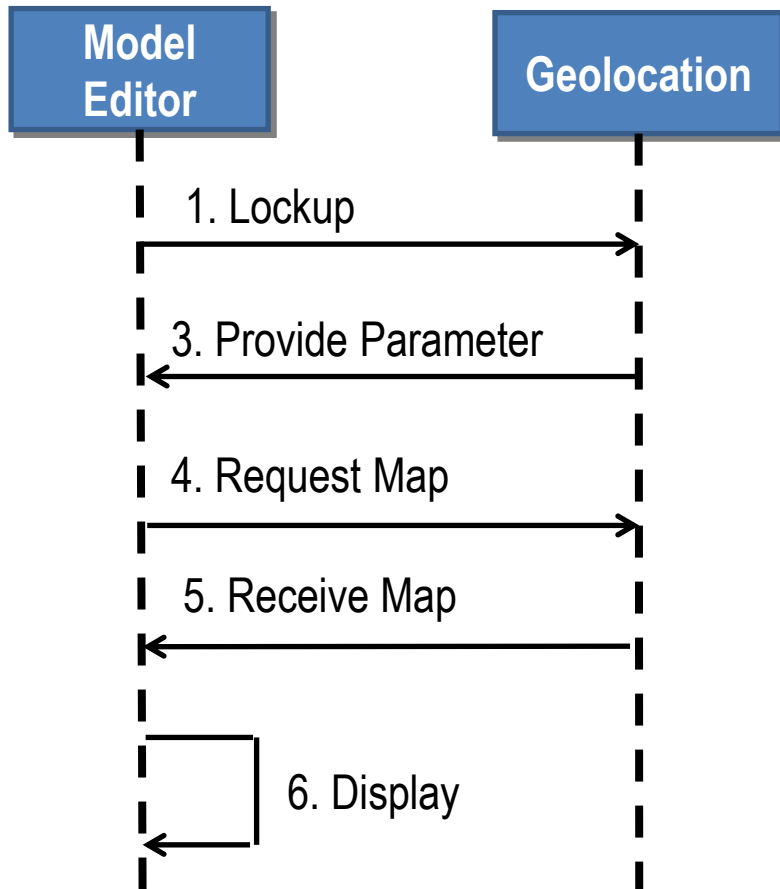 Model
Editor
Geolocation
1. Lockup
3. Provide Parameter
4. Request Map
5. Receive Map
6. Display